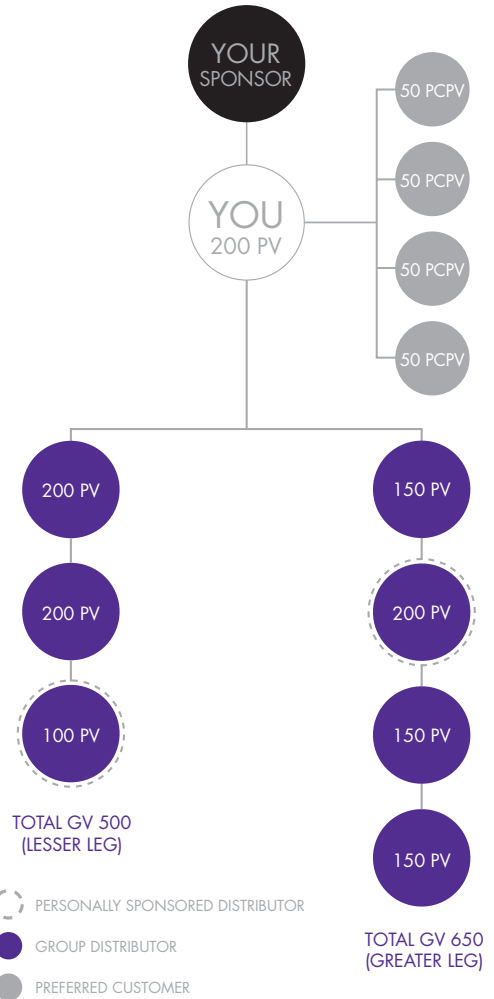 YOUR
SPONSOR
50 PCPV
50 PCPV
YOU
200 PV
50 PCPV
50 PCPV
200 PV
150 PV
200 PV
200 PV
100 PV
150 PV
TOTAL GV 500
(LESSER LEG)
150 PV
PERSONALLY SPONSORED DISTRIBUTOR
GROUP DISTRIBUTOR
TOTAL GV 650
(GREATER LEG)
PREFERRED CUSTOMER